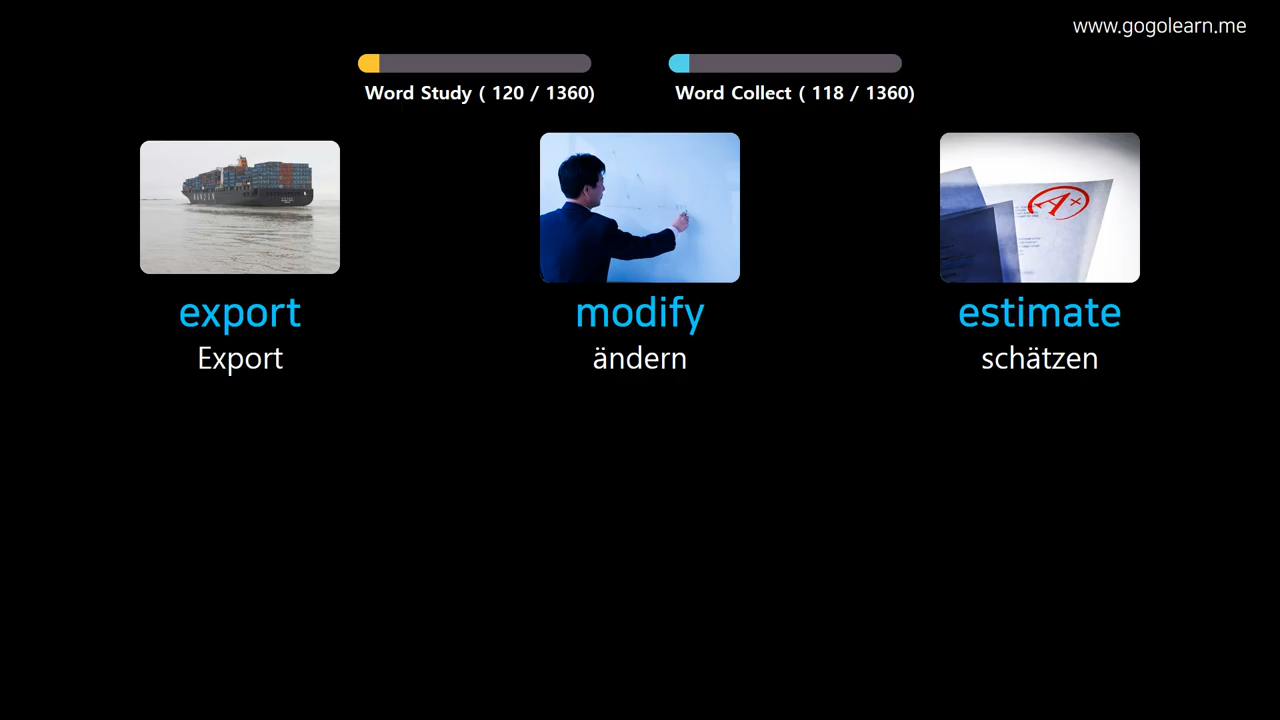 www.gogolearn.me
Word Study ( 120 / 1360)
Word Collect ( 118 / 1360)
A+
export
modify
estimate
Export
ändern
schätzen